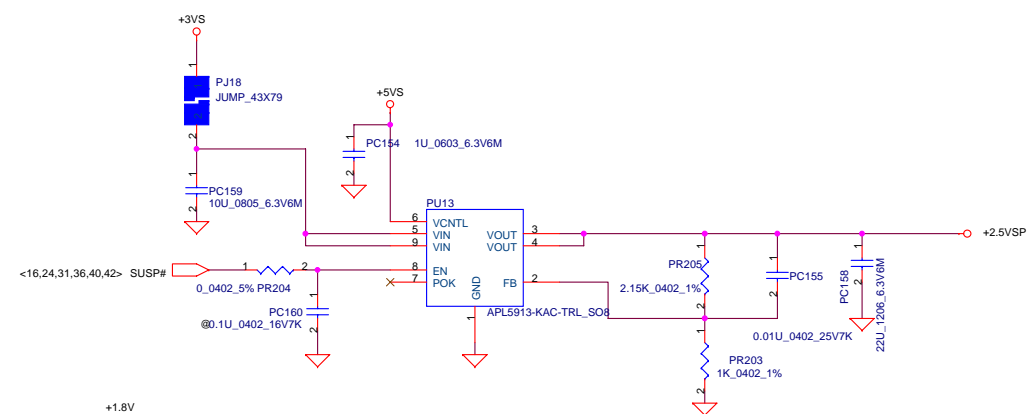 +3VS
1
PJ18
JUMP_43X79
2
+5VS
1
PC154
1U_0603_6.3V6M
2
1
PC159
10U_0805_6.3V6M
2
PU13
6
VCNTL
5
VIN
9
VIN
VOUT
3
VOUT
4
+2.5VSP
<16,24,31,36,40,42> SUSP#
1
2
0_0402_5% PR204
8
EN
7
POK
GND
FB
2
1
APL5913-KAC-TRL_SO8
1
PC160
@0.1U_0402_16V7K
2
1
PR205
2.15K_0402_1%
2
1
PC155
2
0.01U_0402_25V7K
1
PC158
2
22U_1206_6.3V6M
1
PR203
1K_0402_1%
2
+1.8V